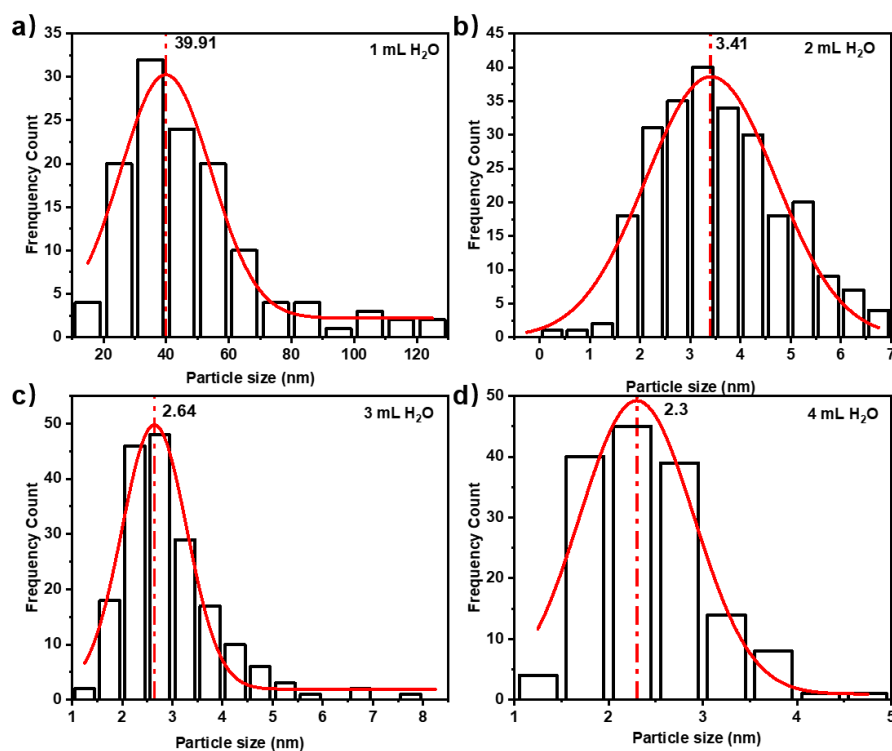 a)
39.91
1 mL H₂O
Frenquency Count
35
30
25
20
15
10
5
0
20 40 60 80 100 120
Particle size (nm)
b)
3.41
2 mL H₂O
Frequency Count
45
40
35
30
25
20
15
10
5
0
0 1 2 3 4 5 6 7
Particle size (nm)
c)
2.64
3 mL H₂O
Frequency Count
50
40
30
20
10
0
1 2 3 4 5 6 7 8
Particle size (nm)
d)
2.3
4 mL H₂O
Frequency Count
50
40
30
20
10
0
1 2 3 4 5
Particle size (nm)